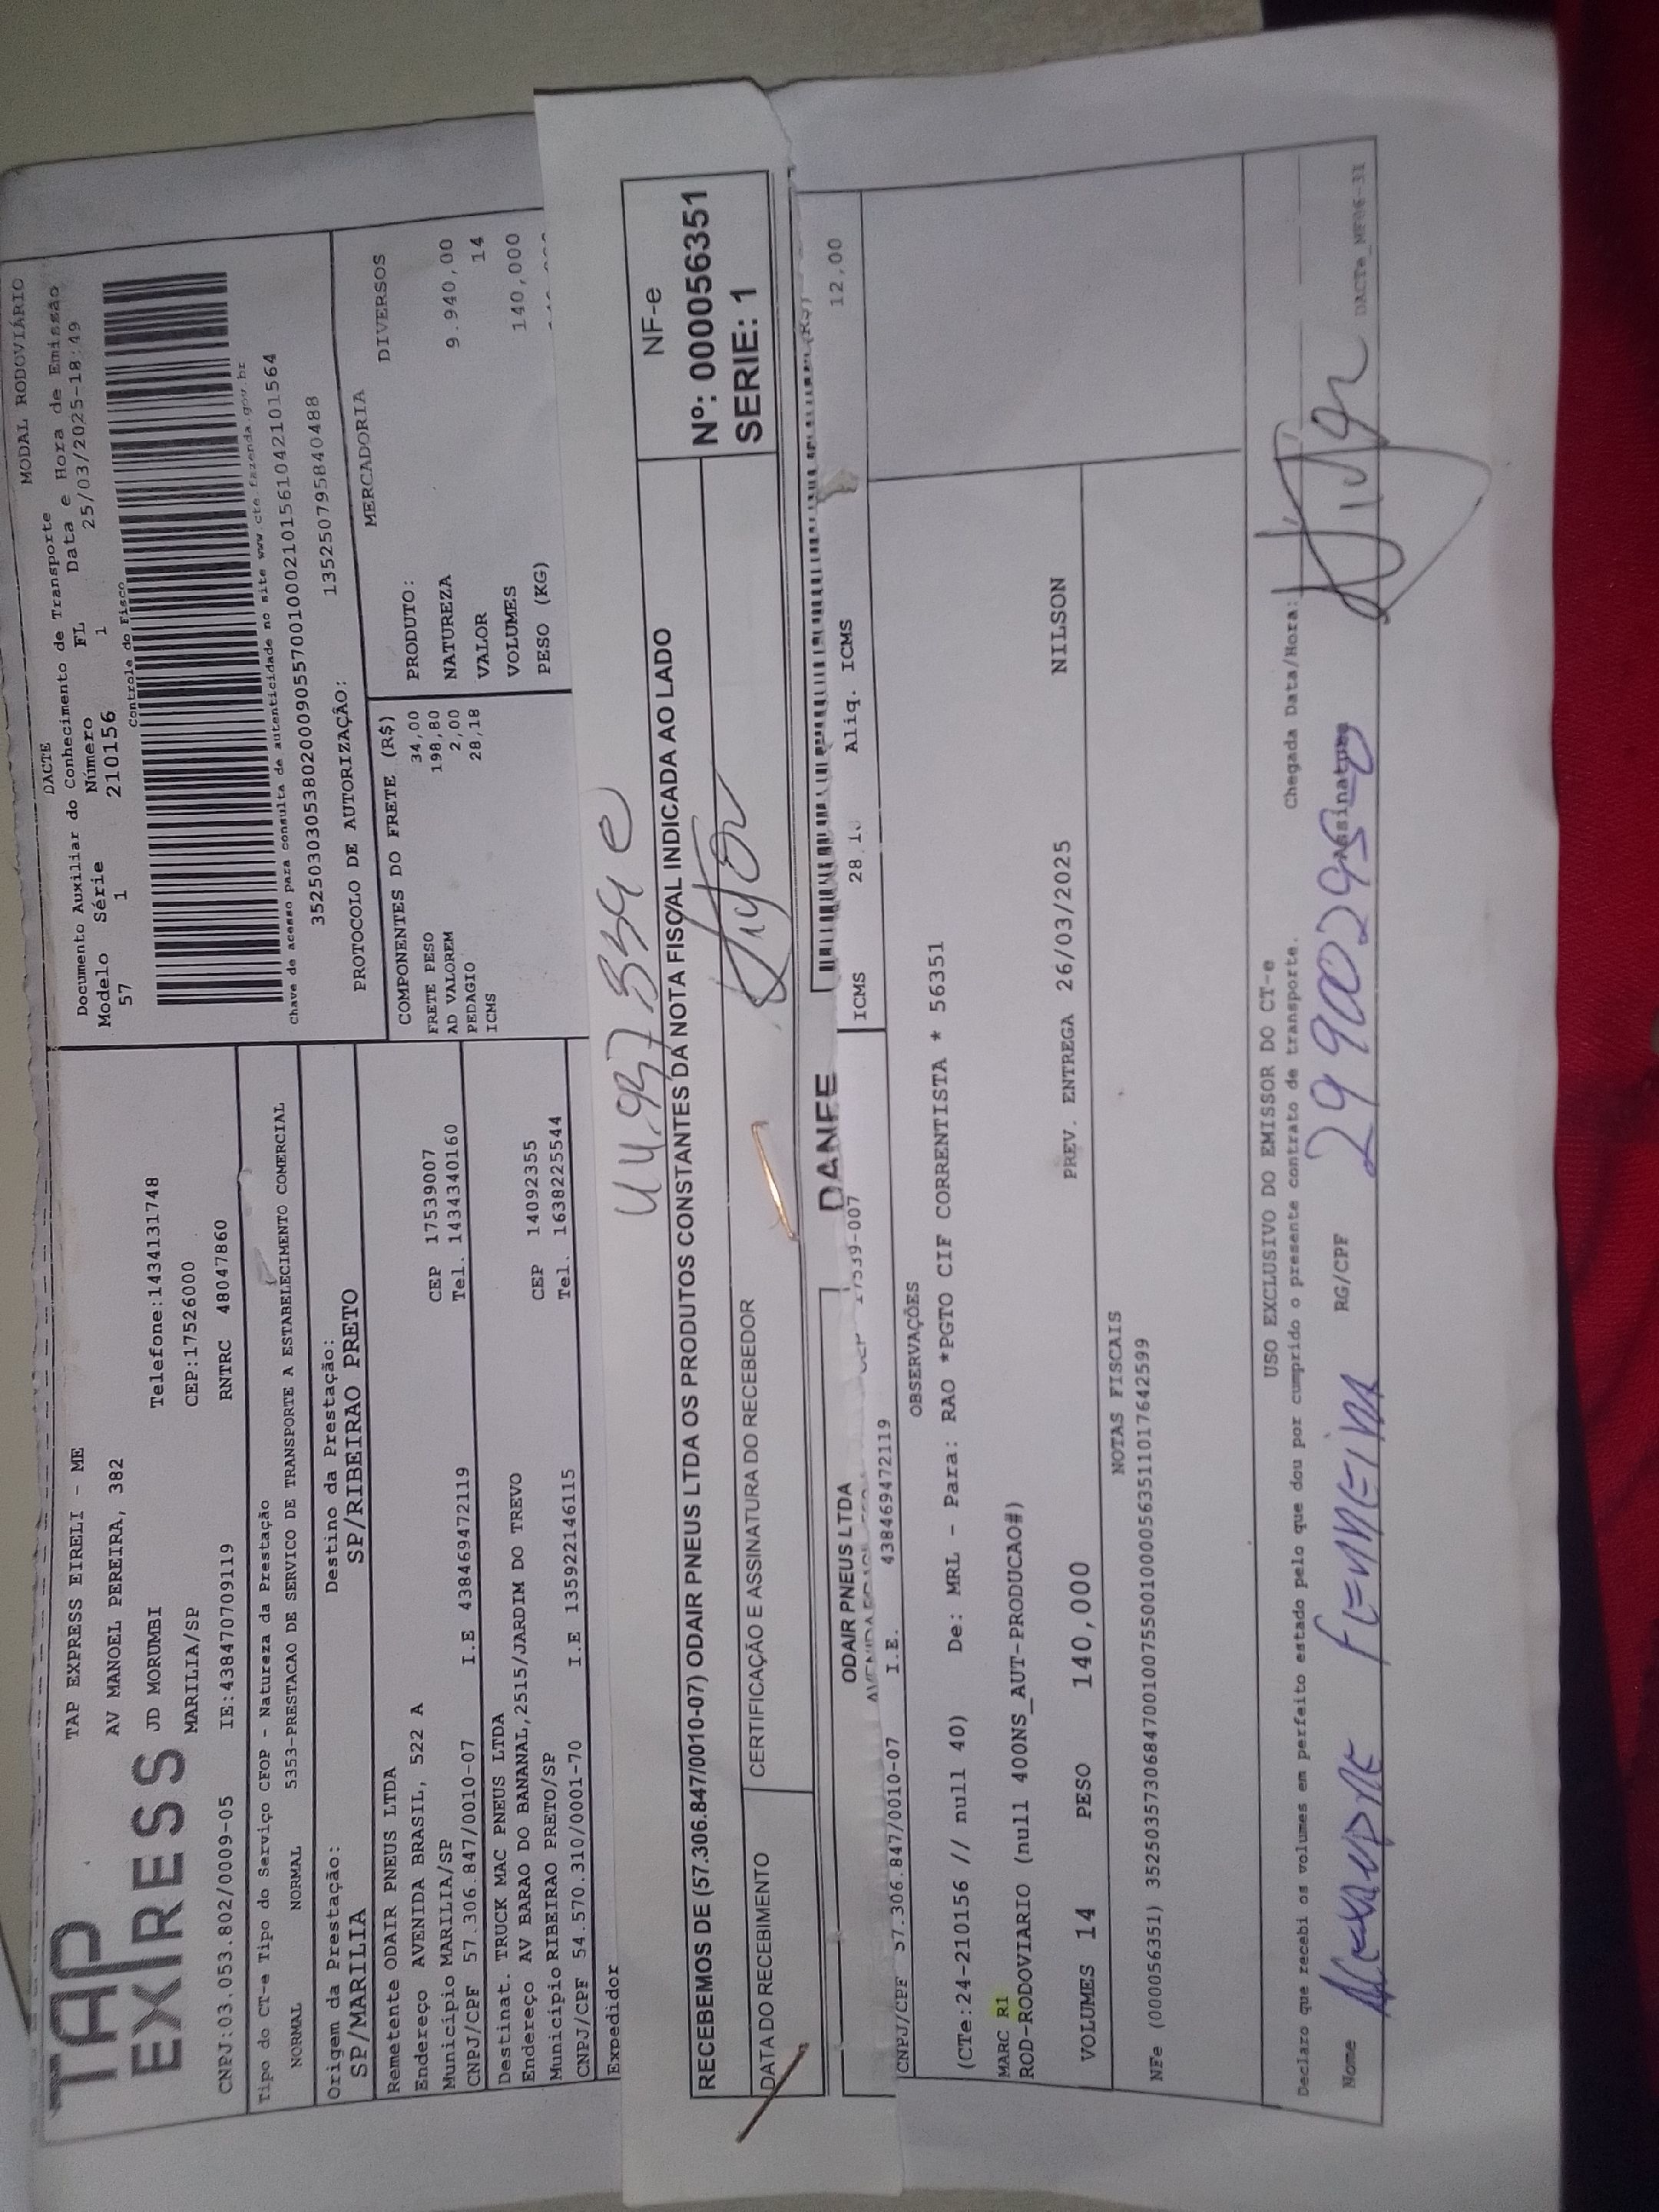 TAP
EXPRESS
TAP EXPRESS EIRELI - ME
AV MANOEL PEREIRA, 382
JD MORUMBI Telefone:1434131748
MARILIA/SP CEP:17526000
CNPJ:03.053.802/0009-05 IE:438470709119 RNTRC 48047860
Tipo do CT-e Tipo do Serviço CFOP - Natureza da Prestação
NORMAL NORMAL 5353-PRESTACAO DE SERVICO DE TRANSPORTE A ESTABELECIMENTO COMERCIAL
Origem da Prestação: Destino da Prestação:
SP/MARILIA SP/RIBEIRAO PRETO
Remetente ODAIR PNEUS LTDA
Endereço AVENIDA BRASIL, 522 A CEP 17539007
Município MARILIA/SP Tel. 1434340160
CNPJ/CPF 57.306.847/0010-07 I.E 438469472119
Destinat. TRUCK MAC PNEUS LTDA
Endereço AV BARAO DO BANANAL,2515/JARDIM DO TREVO CEP 14092355
Município RIBEIRAO PRETO/SP Tel. 1638225544
CNPJ/CPF 54.570.310/0001-70 I.E 135922146115
Expedidor
DACTE MODAL RODOVIÁRIO
Documento Auxiliar do Conhecimento de Transporte
Modelo Série Número FL Data e Hora de Emissão
57 1 210156 1 25/03/2025-18:49
Controle do Fisco
Chave de acesso para consulta de autenticidade no site www.cte.fazenda.gov.br
35250303053802000905570010002101561042101564
PROTOCOLO DE AUTORIZAÇÃO: 135250795840488
COMPONENTES DO FRETE (R$) MERCADORIA
FRETE PESO 34,00 PRODUTO: DIVERSOS
AD VALOREM 198,80 NATUREZA
PEDAGIO 2,00 VALOR 9.940,00
ICMS 28,18 VOLUMES 14
PESO (KG) 140,000
RECEBEMOS DE (57.306.847/0010-07) ODAIR PNEUS LTDA OS PRODUTOS CONSTANTES DA NOTA FISCAL INDICADA AO LADO
DATA DO RECEBIMENTO CERTIFICAÇÃO E ASSINATURA DO RECEBEDOR
NF-e
Nº: 000056351
SERIE: 1
DANFE
ODAIR PNEUS LTDA
17539-007
CNPJ/CPF 57.306.847/0010-07 I.E. 438469472119
ICMS Aliq. ICMS 12,00
OBSERVAÇÕES
(CTe:24-210156 // null 40) De: MRL - Para: RAO *PGTO CIF CORRENTISTA * 56351
MARC R1
ROD-RODOVIARIO (null 400NS_AUT-PRODUCAO#)
VOLUMES 14 PESO 140,000 PREV. ENTREGA 26/03/2025 NILSON
NOTAS FISCAIS
NFe (000056351) 35250357306847001007550010000563511017642599
USO EXCLUSIVO DO EMISSOR DO CT-e
Declaro que recebi os volumes em perfeito estado pelo que dou por cumprido o presente contrato de transporte. Chegada Data/Hora:
Nome RG/CPF Assinatura
DACTe_MF06-31